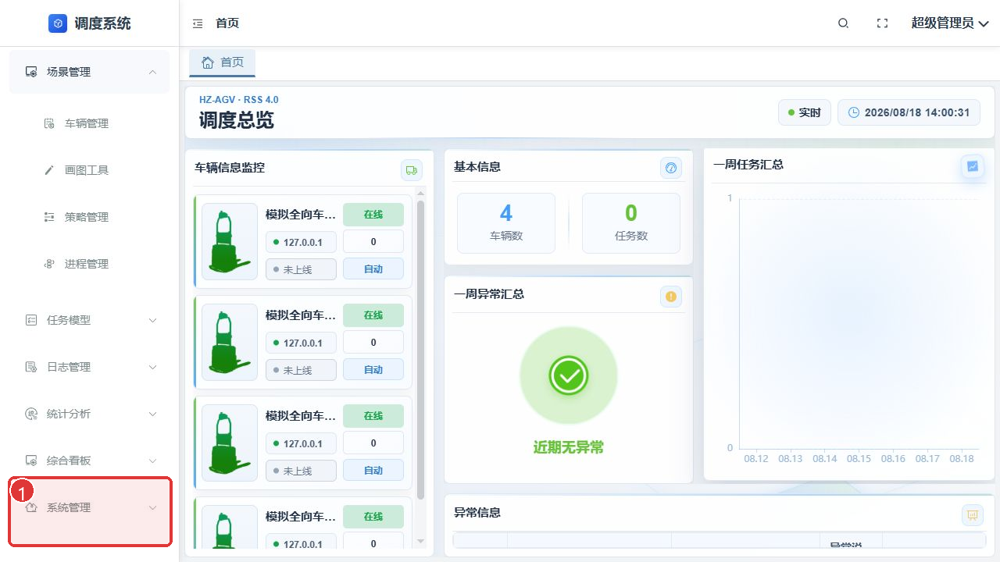 调度系统
首页
超级管理员
场景管理
车辆管理
画图工具
策略管理
进程管理
任务模型
日志管理
统计分析
综合看板
1
系统管理
首页
HZ-AGV · RSS 4.0
调度总览
实时
2026/08/18 14:00:31
车辆信息监控
模拟全向车... 在线
127.0.0.1 0
未上线 自动
模拟全向车... 在线
127.0.0.1 0
未上线 自动
模拟全向车... 在线
127.0.0.1 0
未上线 自动
模拟全向车... 在线
127.0.0.1 0
基本信息
4 0
车辆数 任务数
一周异常汇总
近期无异常
一周任务汇总
1
0
08.12 08.13 08.14 08.15 08.16 08.17 08.18
异常信息